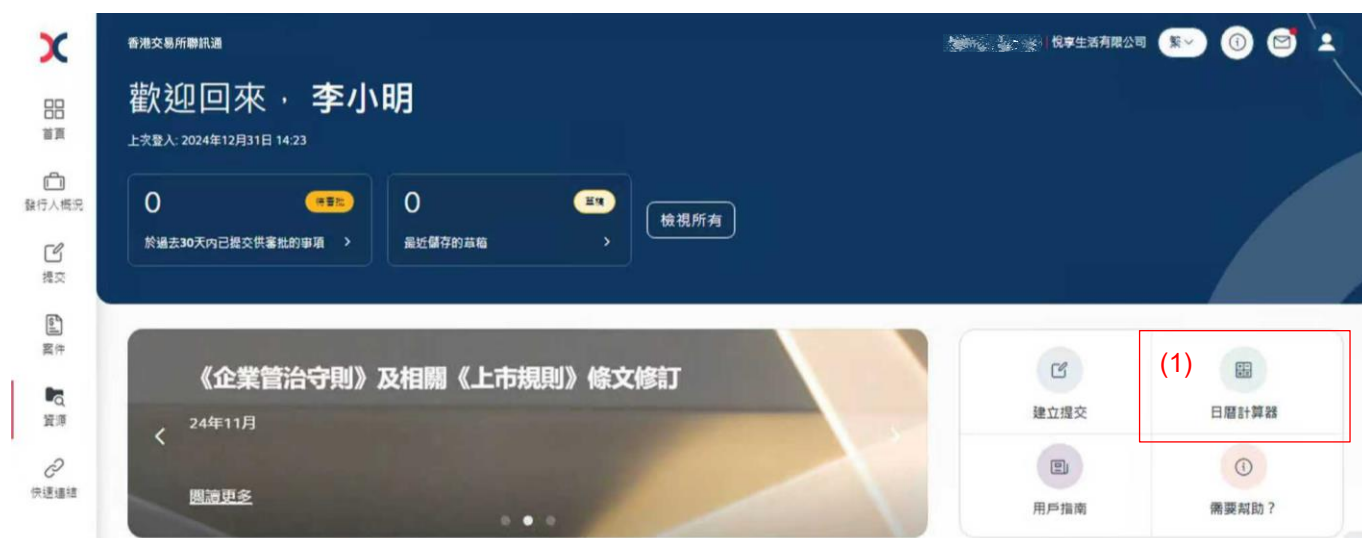 香港交易所聯訊通
悅享生活有限公司
繁
歡迎回來， 李小明
上次登入: 2024年12月31日 14:23
首頁
發行人概況
提交
案件
資源
快速連結
0
待審批
於過去30天內已提交供審批的事項
0
草稿
最近儲存的草稿
檢視所有
《企業管治守則》及相關《上市規則》條文修訂
24年11月
閱讀更多
建立提交
(1)
日曆計算器
用戶指南
需要幫助？